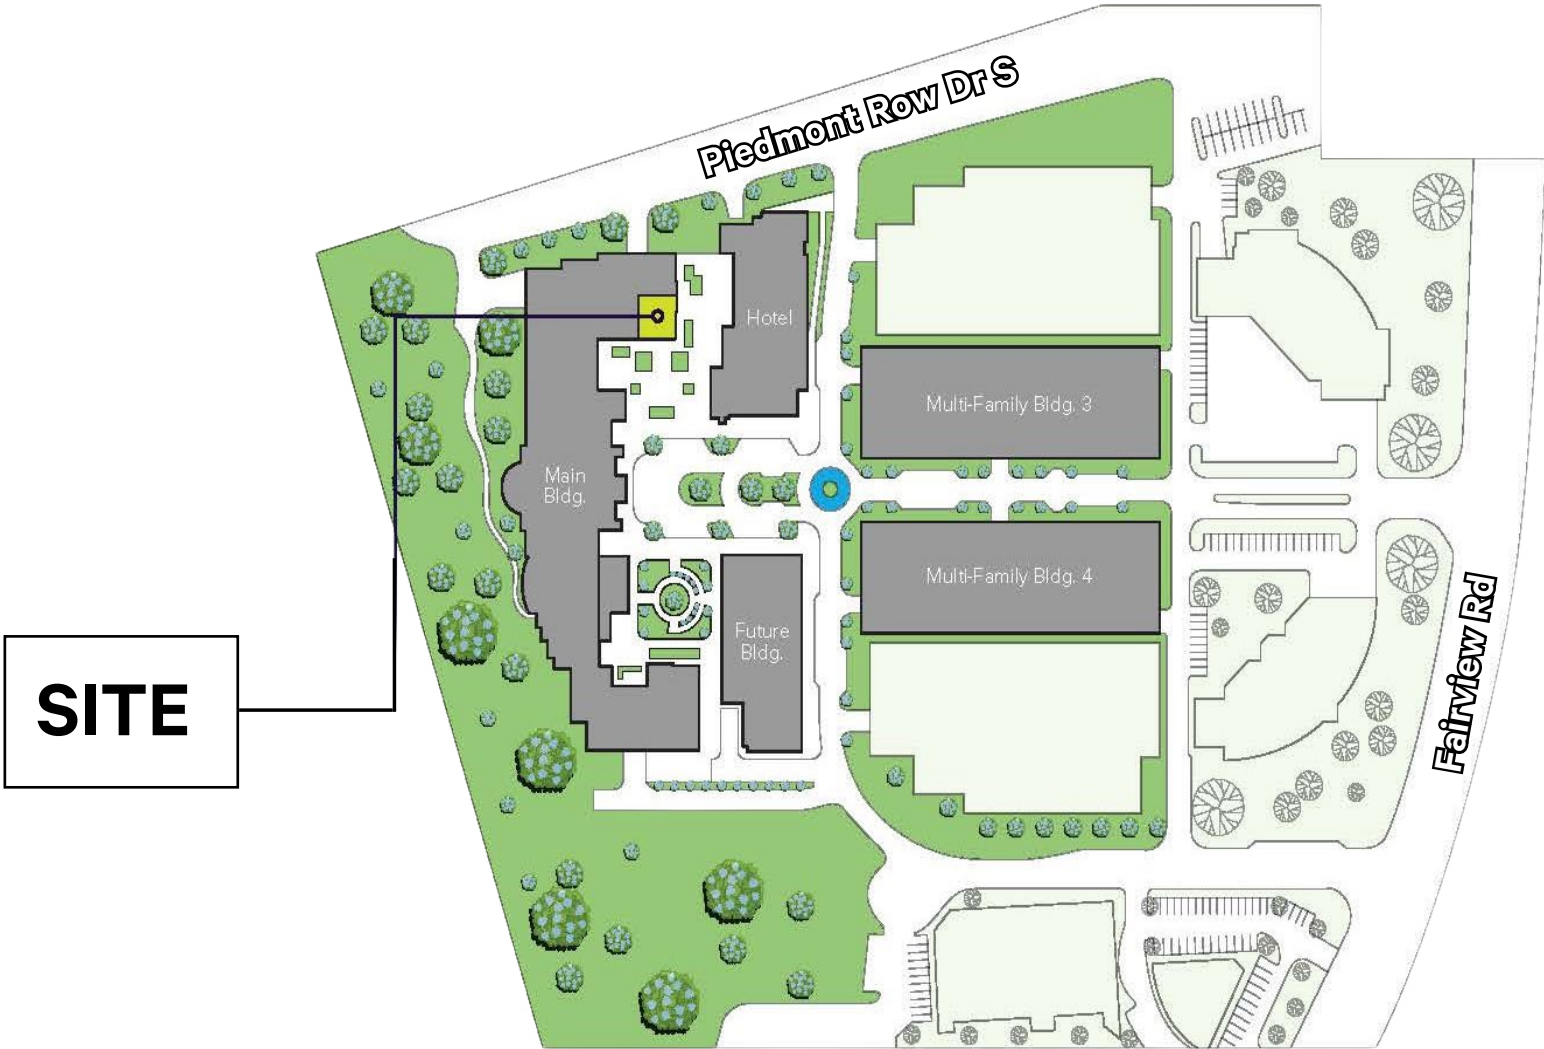 Piedmont Row Dr S
Hotel
Multi-Family Bldg. 3
Main
Bldg.
Multi-Family Bldg. 4
Future
Bldg.
Fairview Rd
SITE